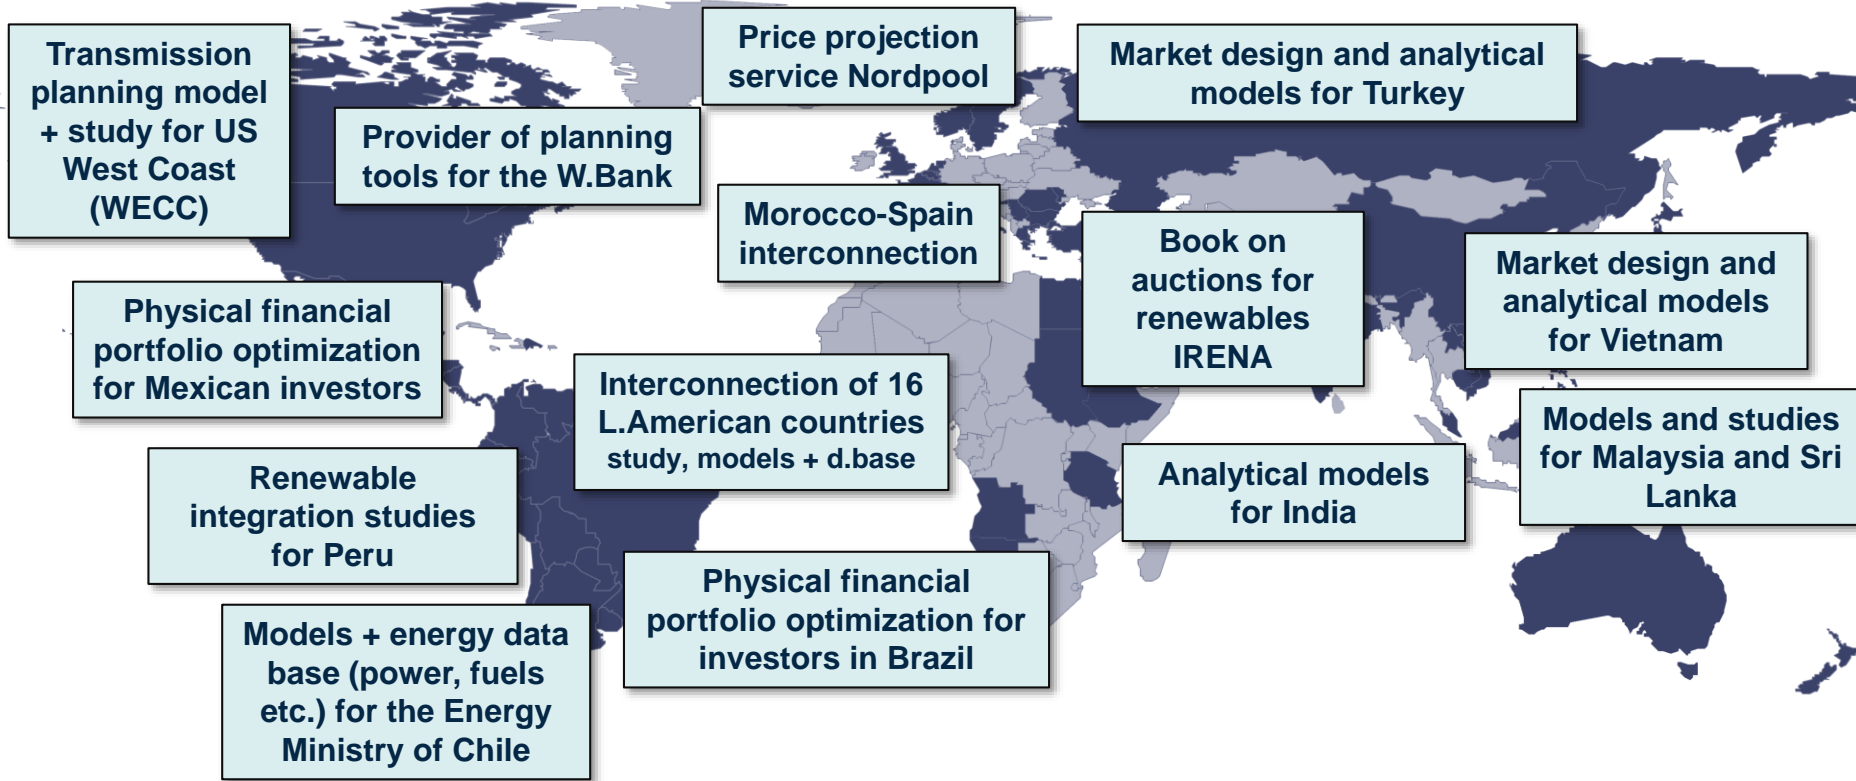 Transmission
planning model
+ study for US
West Coast
(WECC)
Provider of planning
tools for the W.Bank
Price projection
service Nordpool
Market design and analytical
models for Turkey
Morocco-Spain
interconnection
Book on
auctions for
renewables
IRENA
Market design and
analytical models
for Vietnam
Physical financial
portfolio optimization
for Mexican investors
Interconnection of 16
L.American countries
study, models + d.base
Models and studies
for Malaysia and Sri
Lanka
Renewable
integration studies
for Peru
Analytical models
for India
Physical financial
portfolio optimization for
investors in Brazil
Models + energy data
base (power, fuels
etc.) for the Energy
Ministry of Chile